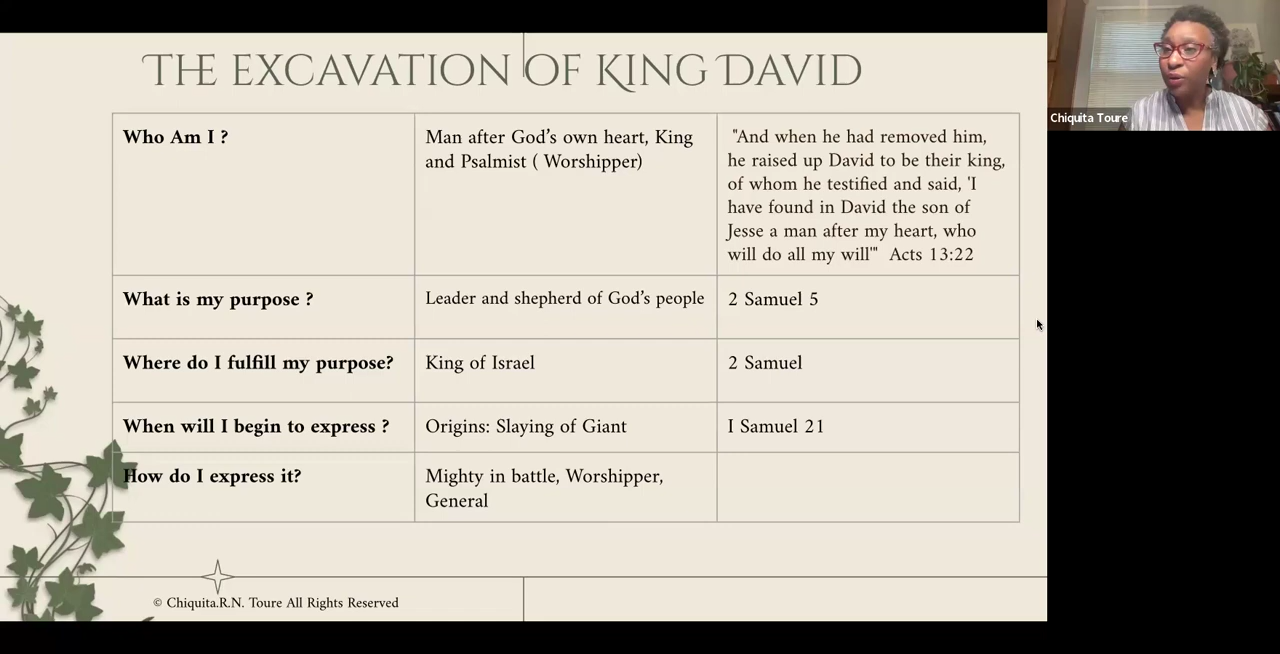 THE EXCAVATION OF KING DAVID
Chiquita Toure
Who Am I ?
Man after God’s own heart, King
and Psalmist ( Worshipper)
"And when he had removed him,
he raised up David to be their king,
of whom he testified and said, 'I
have found in David the son of
Jesse a man after my heart, who
will do all my will'" Acts 13:22
What is my purpose ?
Leader and shepherd of God’s people
2 Samuel 5
Where do I fulfill my purpose?
King of Israel
2 Samuel
When will I begin to express ?
Origins: Slaying of Giant
I Samuel 21
How do I express it?
Mighty in battle, Worshipper,
General
© Chiquita.R.N. Toure All Rights Reserved